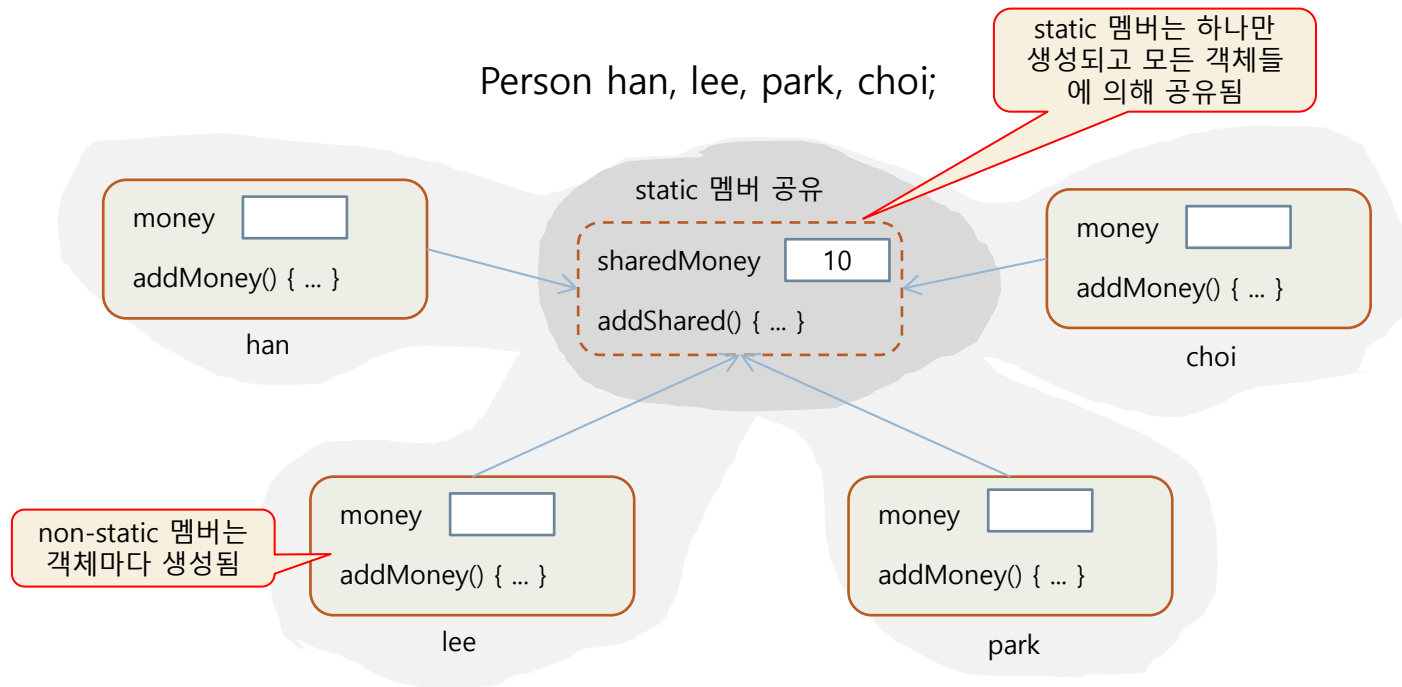 static 멤버는 하나만
생성되고 모든 객체들
에 의해 공유됨
Person han, lee, park, choi;
static 멤버 공유
money
addMoney() { ... }
han
sharedMoney
10
addShared() { ... }
money
addMoney() { ... }
choi
non-static 멤버는
객체마다 생성됨
money
addMoney() { ... }
lee
money
addMoney() { ... }
park